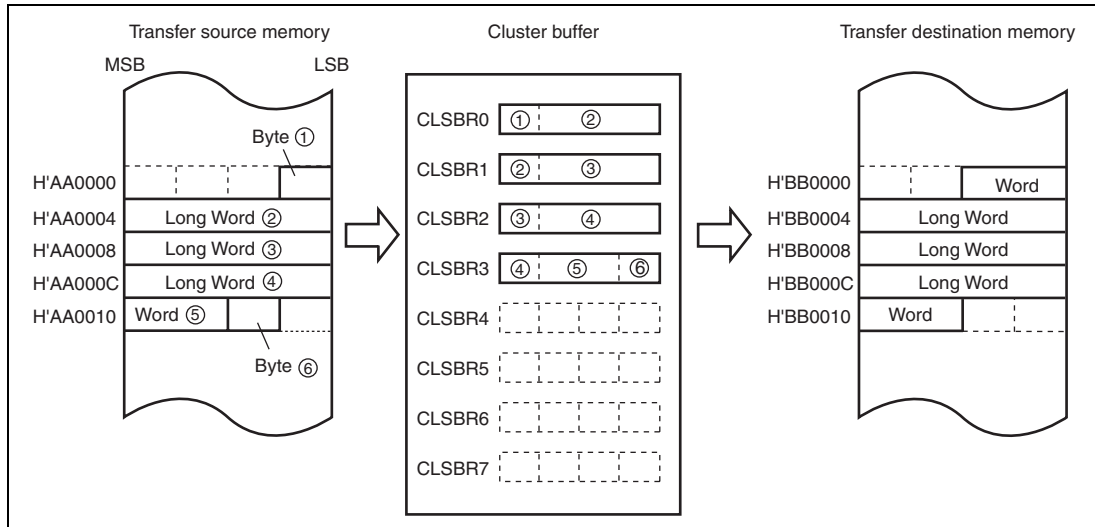 Transfer source memory
MSB
LSB
Byte ①
H'AA0000
H'AA0004
Long Word ②
H'AA0008
Long Word ③
H'AA000C
Long Word ④
H'AA0010
Word ⑤
Byte ⑥
Cluster buffer
CLSBR0 ① ②
CLSBR1 ② ③
CLSBR2 ③ ④
CLSBR3 ④ ⑤ ⑥
CLSBR4
CLSBR5
CLSBR6
CLSBR7
Transfer destination memory
H'BB0000
Word
H'BB0004
Long Word
H'BB0008
Long Word
H'BB000C
Long Word
H'BB0010
Word